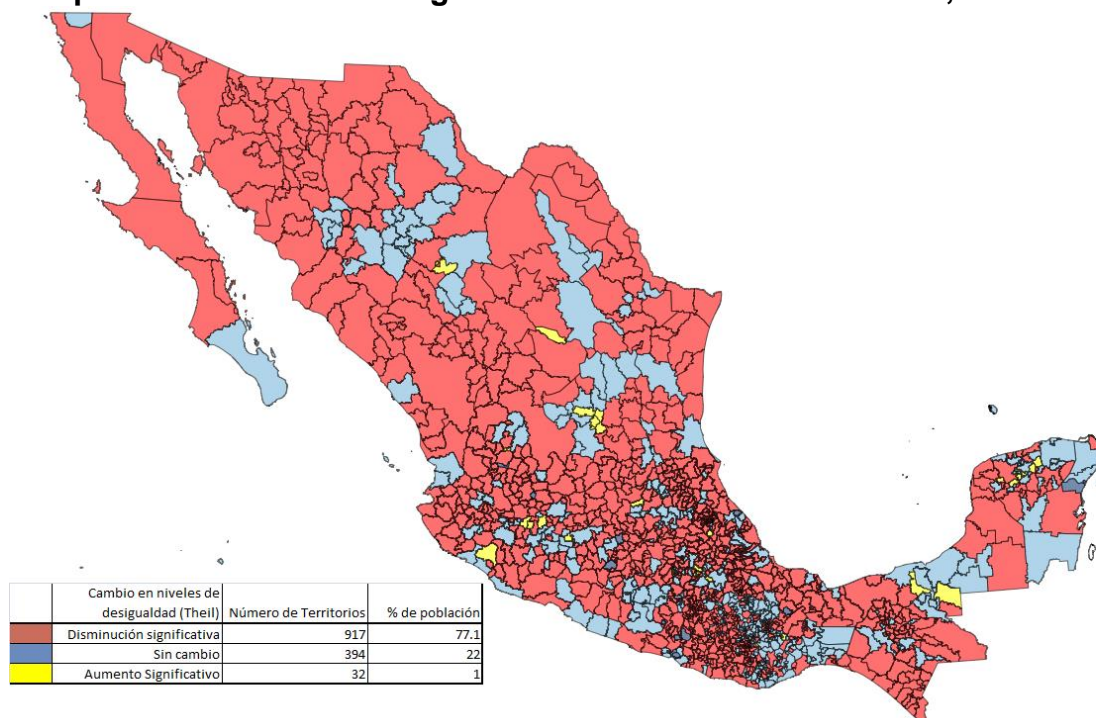 Cambio en niveles de desigualdad (Theil) Número de Territorios % de población
Disminución significativa 917 77.1
Sin cambio 394 22
Aumento Significativo 32 1